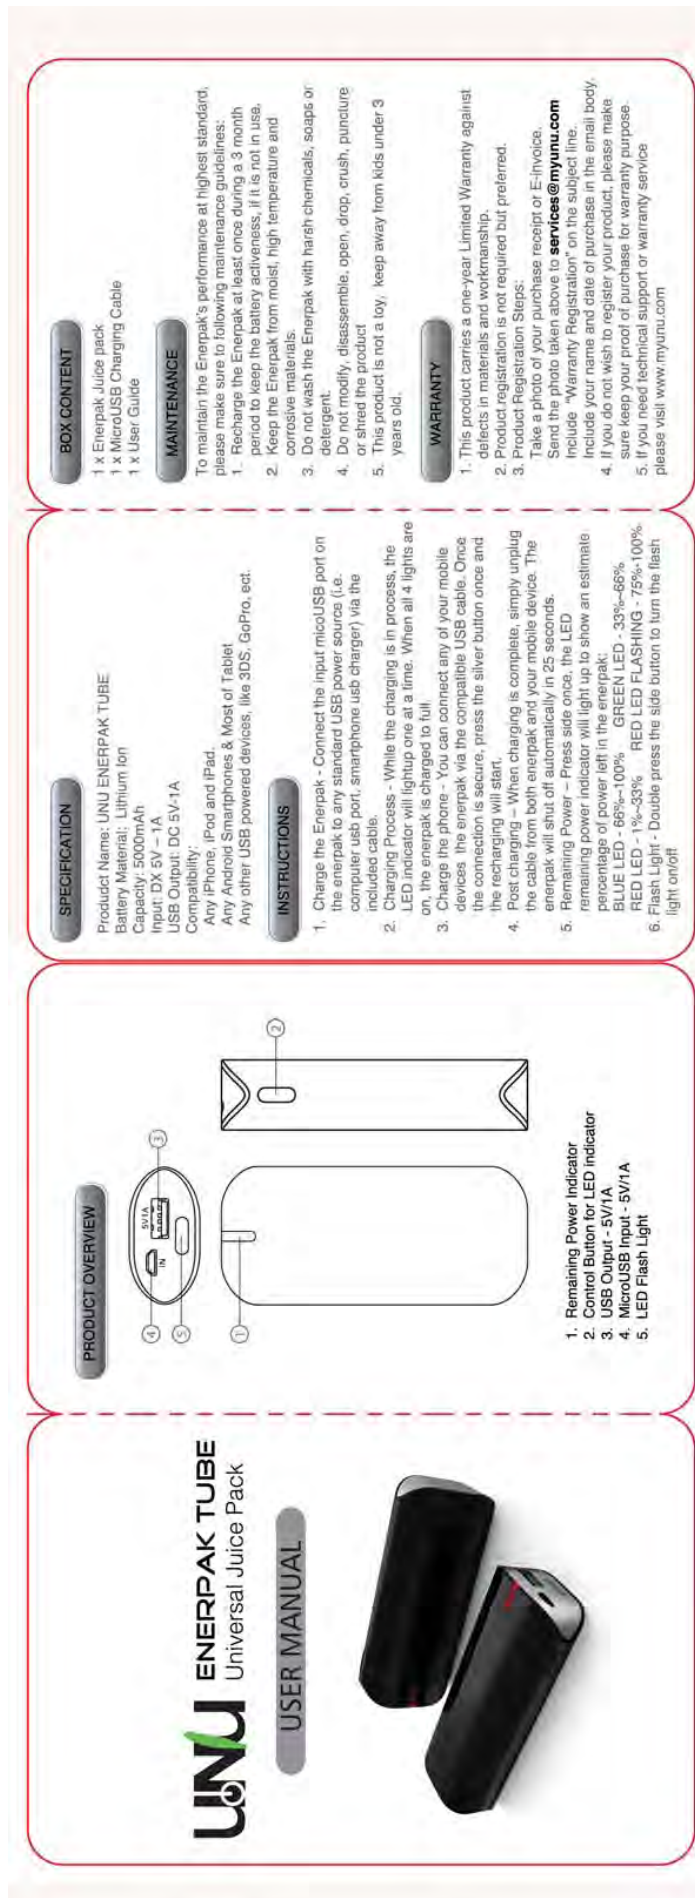 UNU
ENERPAK TUBE
Universal Juice Pack
USER MANUAL
PRODUCT OVERVIEW
5V1A
IN
1
2
3
4
5
1. Remaining Power Indicator
2. Control Button for LED indicator
3. USB Output - 5V/1A
4. MicroUSB Input - 5V/1A
5. LED Flash Light
SPECIFICATION
Produdct Name: UNU ENERPAK TUBE
Battery Material: Lithium Ion
Capacity: 5000mAh
Input: DX 5V – 1A
USB Output: DC 5V-1A
Compatibility:
Any iPhone, iPod and iPad.
Any Android Smartphones & Most of Tablet
Any other USB powered devices, like 3DS, GoPro, ect.
INSTRUCTIONS
1. Charge the Enerpak - Connect the input micoUSB port on
the enerpak to any standard USB power source (i.e.
computer usb port, smartphone usb charger) via the
included cable.
2. Charging Process - While the charging is in process, the
LED indicator will lightup one at a time. When all 4 lights are
on, the enerpak is charged to full.
3. Charge the phone - You can connect any of your mobile
devices the enerpak via the compatible USB cable. Once
the connection is secure, press the silver button once and
the recharging will start.
4. Post charging – When charging is complete, simply unplug
the cable from both enerpak and your mobile device. The
enerpak will shut off automatically in 25 seconds.
5. Remaining Power – Press side once, the LED
remaining power indicator will light up to show an estimate
percentage of power left in the enerpak:
BLUE LED - 66%~100% GREEN LED - 33%~66%
RED LED - 1%~33% RED LED FLASHING - 75%-100%
6. Flash Light - Double press the side button to turn the flash
light on/off
BOX CONTENT
1 x Enerpak Juice pack
1 x MicroUSB Charging Cable
1 x User Guide
MAINTENANCE
To maintain the Enerpak's performance at highest standard,
please make sure to following maintenance guidelines:
1. Recharge the Enerpak at least once during a 3 month
period to keep the battery activeness, if it is not in use.
2. Keep the Enerpak from moist, high temperature and
corrosive materials.
3. Do not wash the Enerpak with harsh chemicals, soaps or
detergent.
4. Do not modify, disassemble, open, drop, crush, puncture
or shred the product
5. This product is not a toy, keep away from kids under 3
years old.
WARRANTY
1. This product carries a one-year Limited Warranty against
defects in materials and workmanship.
2. Product registration is not required but preferred.
3. Product Registration Steps:
Take a photo of your purchase receipt or E-invoice.
Send the photo taken above to services@myunu.com
Include "Warranty Registration" on the subject line.
Include your name and date of purchase in the email body.
4. If you do not wish to register your product, please make
sure keep your proof of purchase for warranty purpose.
5. If you need technical support or warranty service
please visit www.myunu.com